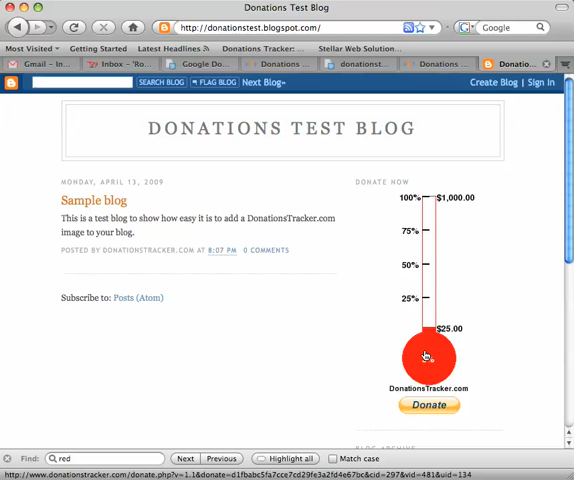 Donations Test Blog
http://donationstest.blogspot.com/
Google
Most Visited
Getting Started
Latest Headlines
Donations Tracker: ...
Stellar Web Solution...
Gmail – In...
Inbox – 'Ro...
Google Do...
Donations ...
donationst...
Donations ...
Donatio...
SEARCH BLOG
FLAG BLOG
Next Blog»
Create Blog | Sign In
DONATIONS TEST BLOG
MONDAY, APRIL 13, 2009
Sample blog
This is a test blog to show how easy it is to add a DonationsTracker.com
image to your blog.
POSTED BY DONATIONSTRACKER.COM AT 8:07 PM 0 COMMENTS
Subscribe to: Posts (Atom)
DONATE NOW
100% $1,000.00
75%
50%
25%
$25.00
DonationsTracker.com
Donate
BLOG ARCHIVE
Find: red
Next
Previous
Highlight all
Match case
http://www.donationstracker.com/donate.php?v=1.1&donate=d1fbabc5fa7cce7cd29fe3a2fd4e67bc&cid=297&vid=481&uid=134